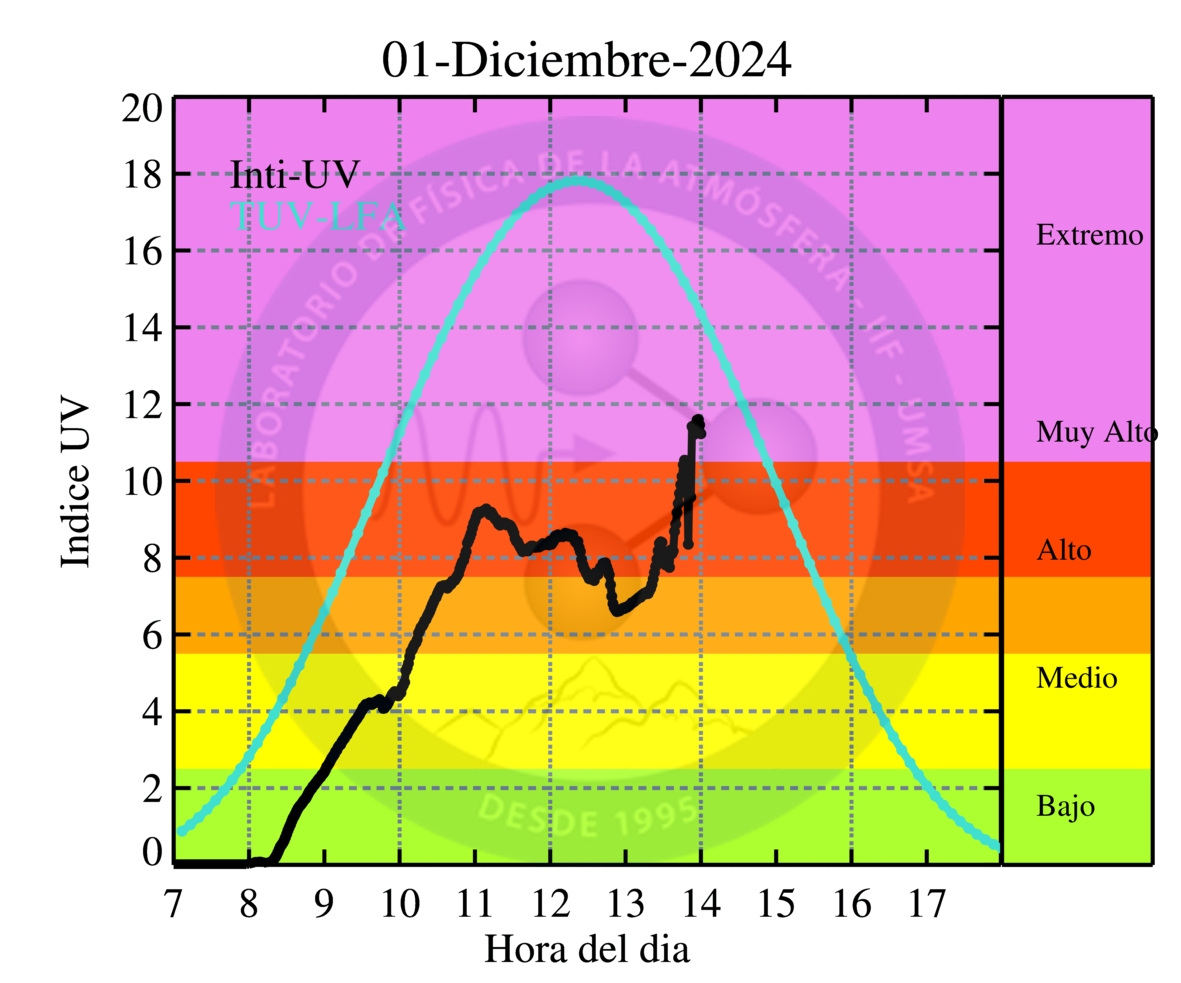 01-Diciembre-2024
Inti-UV
TUV-LFA
LABORATORIO DE FÍSICA DE LA ATMÓSFERA - IIF - UMSA
DESDE 1995
Indice UV
20
18
16
14
12
10
8
6
4
2
0
Extremo
Muy Alto
Alto
Medio
Bajo
7 8 9 10 11 12 13 14 15 16 17
Hora del dia